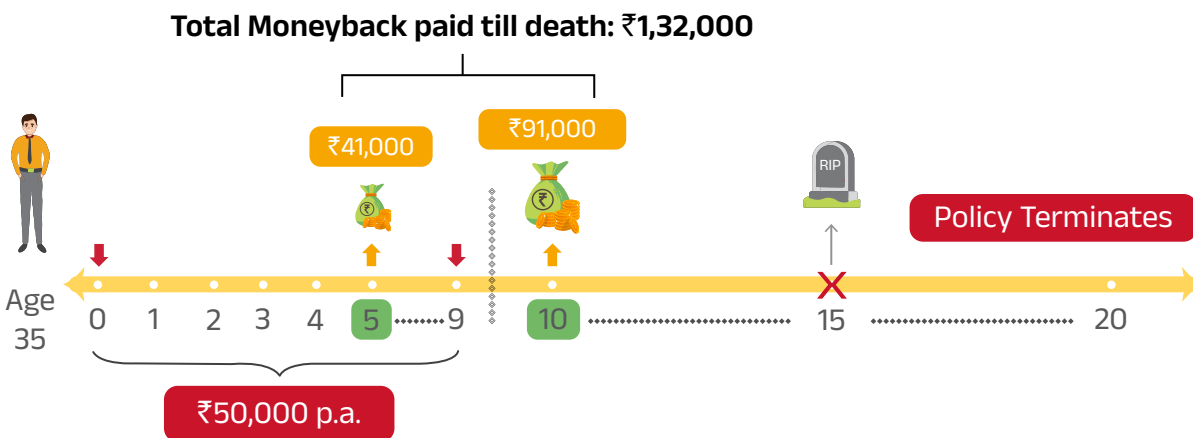 Total Moneyback paid till death: ₹1,32,000
₹41,000
₹91,000
RIP
Policy Terminates
Age
35
0 1 2 3 4 5 9 10 15 20
₹50,000 p.a.